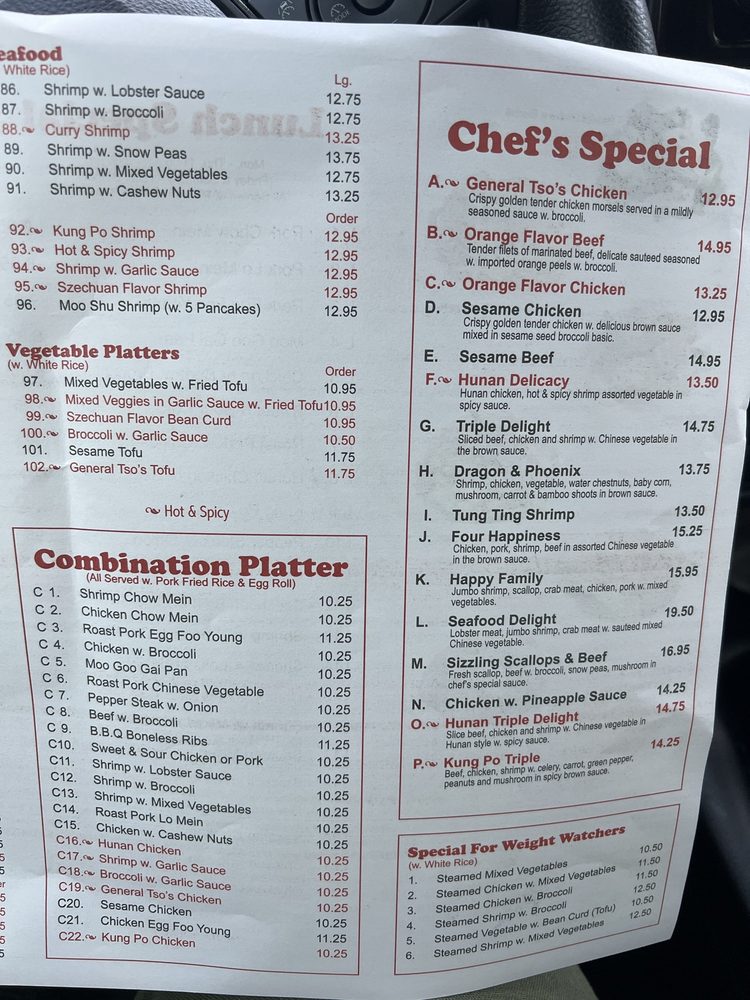 eafood
White Rice)
Lg.
86. Shrimp w. Lobster Sauce 12.75
87. Shrimp w. Broccoli 12.75
88. Curry Shrimp 13.25
89. Shrimp w. Snow Peas 13.75
90. Shrimp w. Mixed Vegetables 12.75
91. Shrimp w. Cashew Nuts 13.25
Order
92. Kung Po Shrimp 12.95
93. Hot & Spicy Shrimp 12.95
94. Shrimp w. Garlic Sauce 12.95
95. Szechuan Flavor Shrimp 12.95
96. Moo Shu Shrimp (w. 5 Pancakes) 12.95
Vegetable Platters
(w. White Rice)
Order
97. Mixed Vegetables w. Fried Tofu 10.95
98. Mixed Veggies in Garlic Sauce w. Fried Tofu 10.95
99. Szechuan Flavor Bean Curd 10.95
100. Broccoli w. Garlic Sauce 10.50
101. Sesame Tofu 11.75
102. General Tso's Tofu 11.75
Hot & Spicy
Combination Platter
(All Served w. Pork Fried Rice & Egg Roll)
C 1. Shrimp Chow Mein 10.25
C 2. Chicken Chow Mein 10.25
C 3. Roast Pork Egg Foo Young 11.25
C 4. Chicken w. Broccoli 10.25
C 5. Moo Goo Gai Pan 10.25
C 6. Roast Pork Chinese Vegetable 10.25
C 7. Pepper Steak w. Onion 10.25
C 8. Beef w. Broccoli 10.25
C 9. B.B.Q Boneless Ribs 11.25
C10. Sweet & Sour Chicken or Pork 10.25
C11. Shrimp w. Lobster Sauce 10.25
C12. Shrimp w. Broccoli 10.25
C13. Shrimp w. Mixed Vegetables 10.25
C14. Roast Pork Lo Mein 10.25
C15. Chicken w. Cashew Nuts 10.25
C16. Hunan Chicken 10.25
C17. Shrimp w. Garlic Sauce 10.25
C18. Broccoli w. Garlic Sauce 10.25
C19. General Tso's Chicken 10.25
C20. Sesame Chicken 10.25
C21. Chicken Egg Foo Young 11.25
C22. Kung Po Chicken 10.25
Chef's Special
A. General Tso's Chicken 12.95
Crispy golden tender chicken morsels served in a mildly
seasoned sauce w. broccoli.
B. Orange Flavor Beef 14.95
Tender filets of marinated beef, delicate sauteed seasoned
w. imported orange peels w. broccoli.
C. Orange Flavor Chicken 13.25
D. Sesame Chicken 12.95
Crispy golden tender chicken w. delicious brown sauce
mixed in sesame seed broccoli basic.
E. Sesame Beef 14.95
F. Hunan Delicacy 13.50
Hunan chicken, hot & spicy shrimp assorted vegetable in
spicy sauce.
G. Triple Delight 14.75
Sliced beef, chicken and shrimp w. Chinese vegetable in
the brown sauce.
H. Dragon & Phoenix 13.75
Shrimp, chicken, vegetable, water chestnuts, baby corn,
mushroom, carrot & bamboo shoots in brown sauce.
I. Tung Ting Shrimp 13.50
J. Four Happiness 15.25
Chicken, pork, shrimp, beef in assorted Chinese vegetable
in the brown sauce.
K. Happy Family 15.95
Jumbo shrimp, scallop, crab meat, chicken, pork w. mixed
vegetables.
L. Seafood Delight 19.50
Lobster meat, jumbo shrimp, crab meat w. sauteed mixed
Chinese vegetable.
M. Sizzling Scallops & Beef 16.95
Fresh scallop, beef w. broccoli, snow peas, mushroom in
chef's special sauce.
N. Chicken w. Pineapple Sauce 14.25
O. Hunan Triple Delight 14.75
Slice beef, chicken and shrimp w. Chinese vegetable in
Hunan style w. spicy sauce.
P. Kung Po Triple 14.25
Beef, chicken, shrimp w. celery, carrot, green pepper,
peanuts and mushroom in spicy brown sauce.
Special For Weight Watchers
(w. White Rice)
1. Steamed Mixed Vegetables 10.50
2. Steamed Chicken w. Mixed Vegetables 11.50
3. Steamed Chicken w. Broccoli 11.50
4. Steamed Shrimp w. Broccoli 12.50
5. Steamed Vegetable w. Bean Curd (Tofu) 10.50
6. Steamed Shrimp w. Mixed Vegetables 12.50